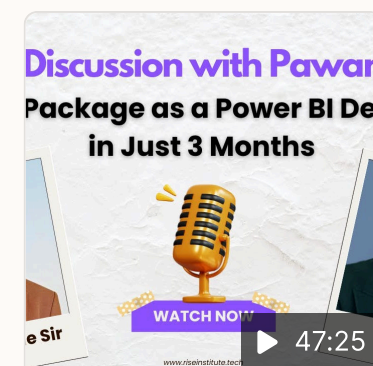 Discussion with Pawan
Package as a Power BI De
in Just 3 Months
e Sir
WATCH NOW
47:25
www.riseinstitute.tech